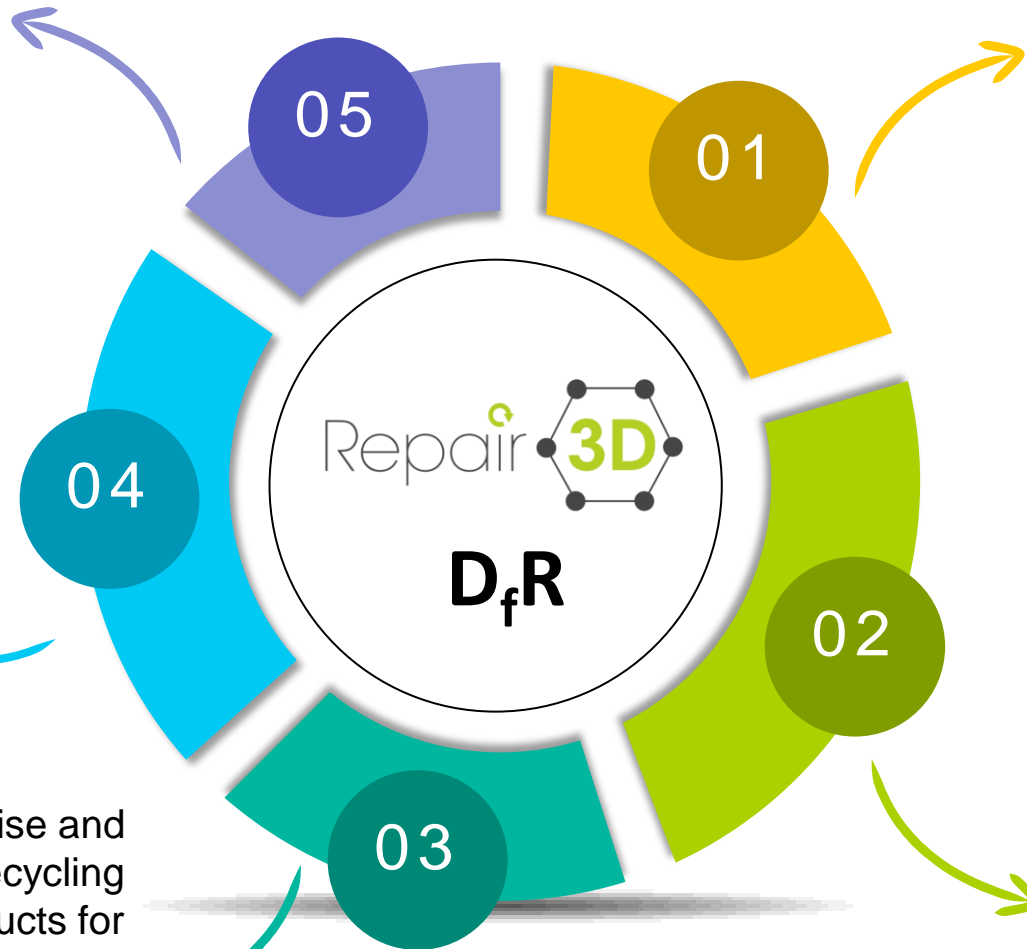 05
01
Repair 3D
04
DfR
02
ise and
03
ecycling
ucts for